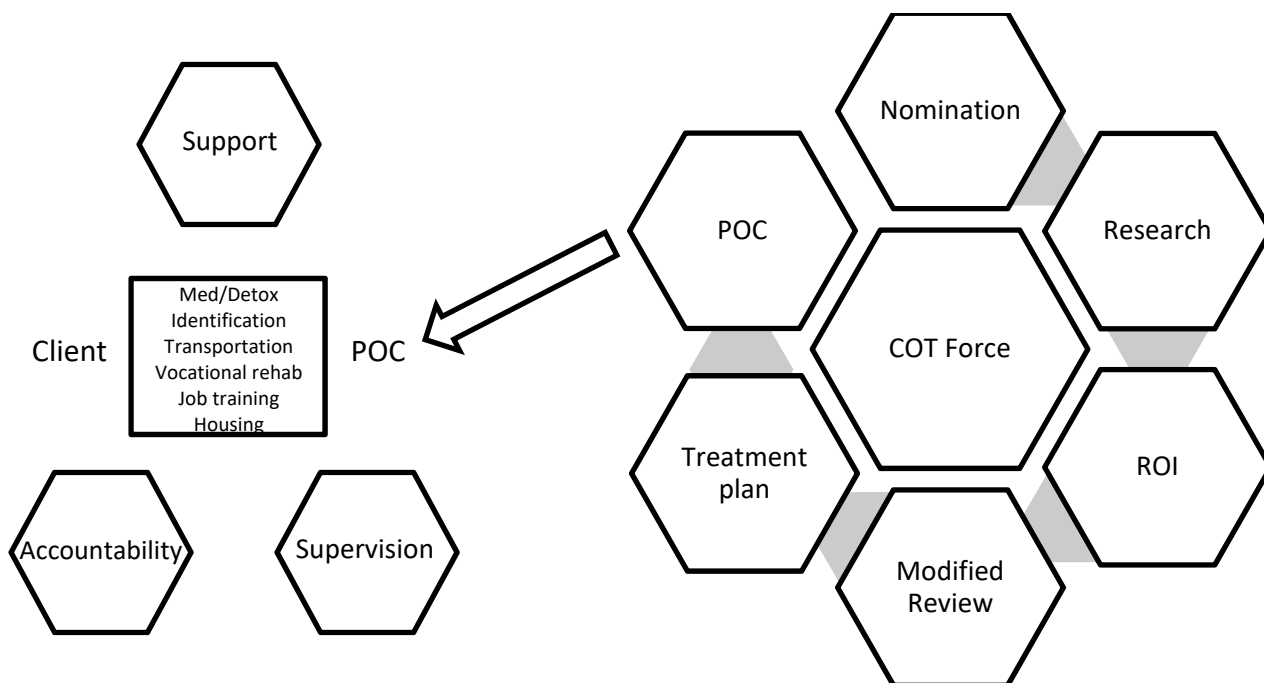 Support
Client
Med/Detox
Identification
Transportation
Vocational rehab
Job training
Housing
POC
Accountability
Supervision
Nomination
POC
Research
COT Force
Treatment
plan
ROI
Modified
Review